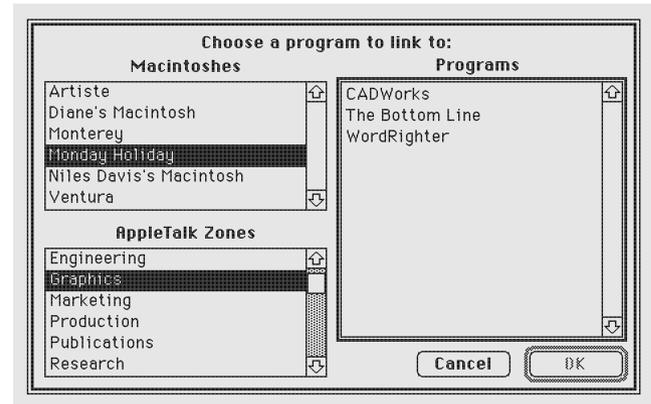 Choose a program to link to:
Macintoshes
Artiste
Diane's Macintosh
Monterey
Monday Holiday
Niles Davis's Macintosh
Ventura
AppleTalk Zones
Engineering
Graphics
Marketing
Production
Publications
Research
Programs
CADWorks
The Bottom Line
WordRighter
Cancel
OK